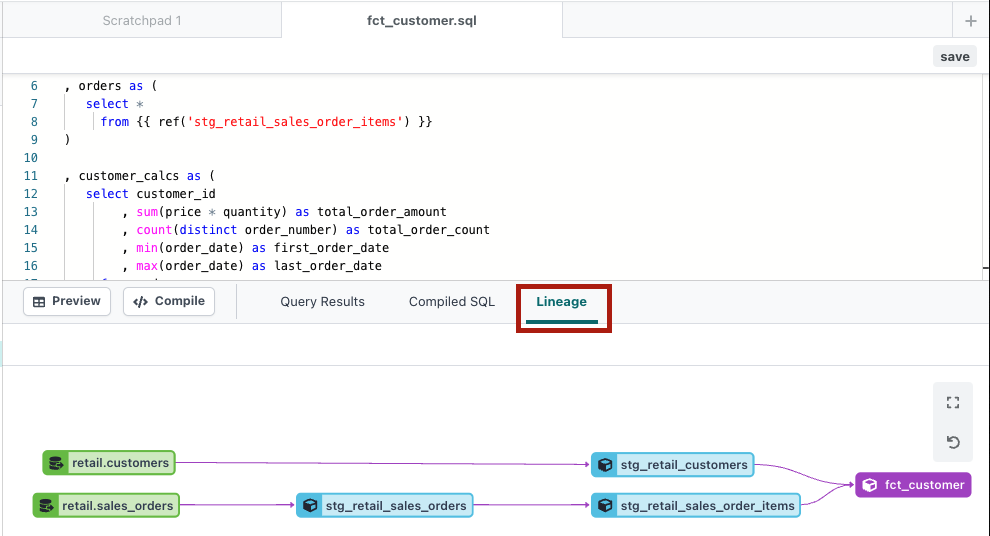 Scratchpad 1
fct_customer.sql
+
save
6 , orders as (
7 select *
8 from {{ ref('stg_retail_sales_order_items') }}
9 )
10
11 , customer_calcs as (
12 select customer_id
13 , sum(price * quantity) as total_order_amount
14 , count(distinct order_number) as total_order_count
15 , min(order_date) as first_order_date
16 , max(order_date) as last_order_date
Preview
</> Compile
Query Results
Compiled SQL
Lineage
retail.customers
stg_retail_customers
fct_customer
retail.sales_orders
stg_retail_sales_orders
stg_retail_sales_order_items